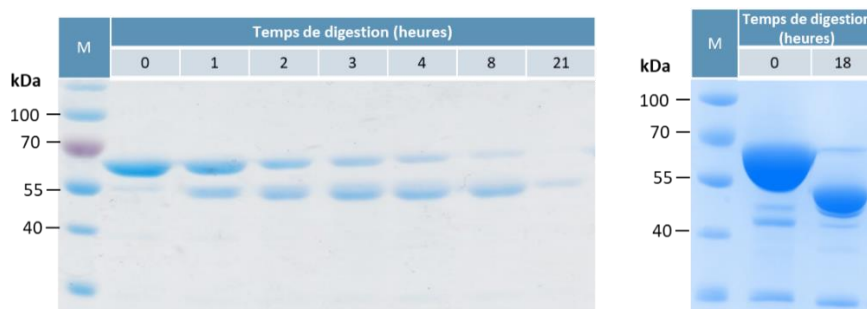 M
Temps de digestion (heures)
0 1 2 3 4 8 21
kDa
100
70
55
40
M
Temps de digestion
(heures)
0 18
kDa
100
70
55
40